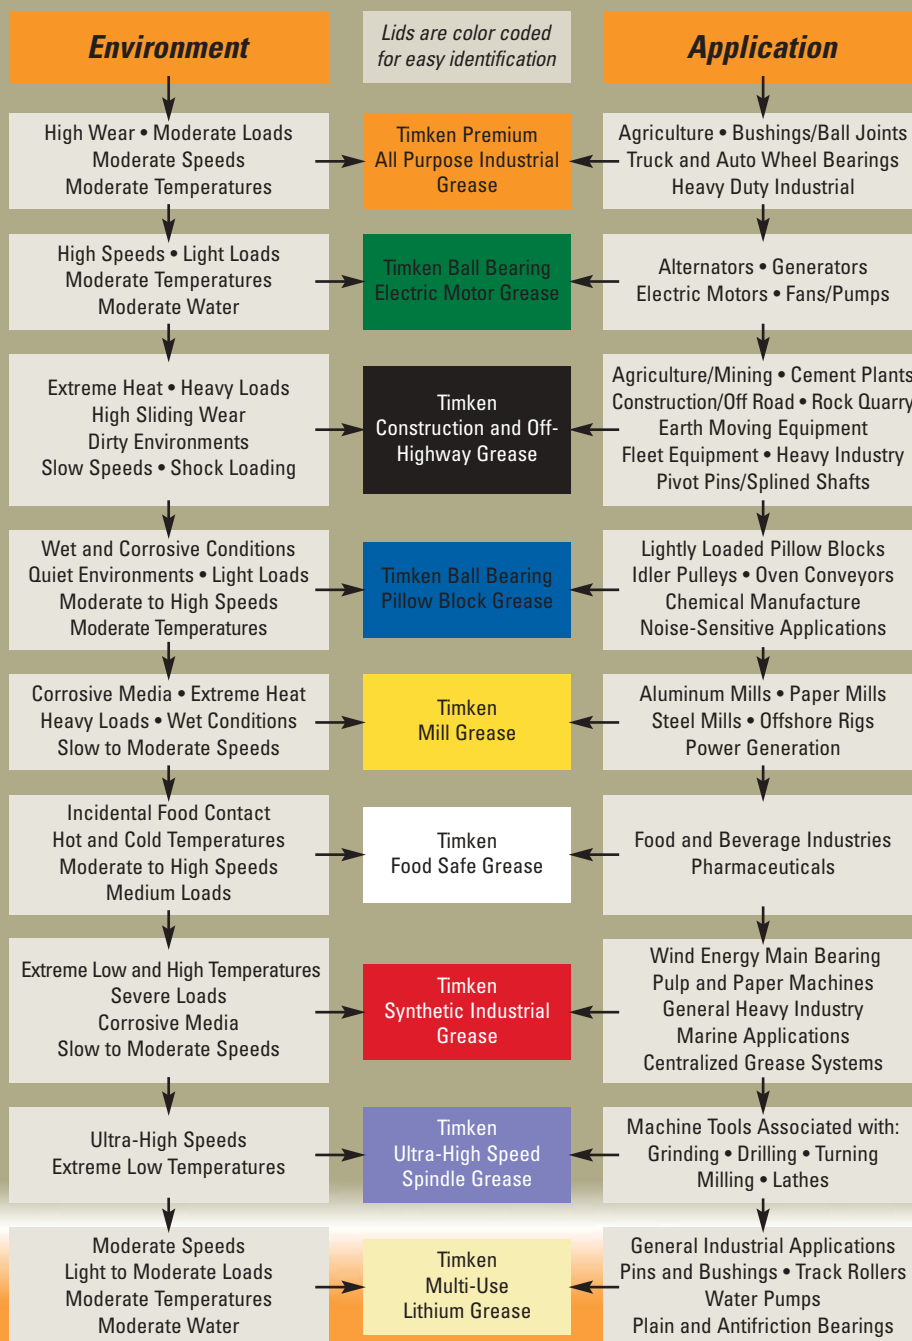 Environment
Lids are color coded
for easy identification
Application
High Wear • Moderate Loads
Moderate Speeds
Moderate Temperatures
Timken Premium
All Purpose Industrial
Grease
Agriculture • Bushings/Ball Joints
Truck and Auto Wheel Bearings
Heavy Duty Industrial
High Speeds • Light Loads
Moderate Temperatures
Moderate Water
Timken Ball Bearing
Electric Motor Grease
Alternators • Generators
Electric Motors • Fans/Pumps
Extreme Heat • Heavy Loads
High Sliding Wear
Dirty Environments
Slow Speeds • Shock Loading
Timken
Construction and Off-
Highway Grease
Agriculture/Mining • Cement Plants
Construction/Off Road • Rock Quarry
Earth Moving Equipment
Fleet Equipment • Heavy Industry
Pivot Pins/Splined Shafts
Wet and Corrosive Conditions
Quiet Environments • Light Loads
Moderate to High Speeds
Moderate Temperatures
Timken Ball Bearing
Pillow Block Grease
Lightly Loaded Pillow Blocks
Idler Pulleys • Oven Conveyors
Chemical Manufacture
Noise-Sensitive Applications
Corrosive Media • Extreme Heat
Heavy Loads • Wet Conditions
Slow to Moderate Speeds
Timken
Mill Grease
Aluminum Mills • Paper Mills
Steel Mills • Offshore Rigs
Power Generation
Incidental Food Contact
Hot and Cold Temperatures
Moderate to High Speeds
Medium Loads
Timken
Food Safe Grease
Food and Beverage Industries
Pharmaceuticals
Extreme Low and High Temperatures
Severe Loads
Corrosive Media
Slow to Moderate Speeds
Timken
Synthetic Industrial
Grease
Wind Energy Main Bearing
Pulp and Paper Machines
General Heavy Industry
Marine Applications
Centralized Grease Systems
Ultra-High Speeds
Extreme Low Temperatures
Timken
Ultra-High Speed
Spindle Grease
Machine Tools Associated with:
Grinding • Drilling • Turning
Milling • Lathes
Moderate Speeds
Light to Moderate Loads
Moderate Temperatures
Moderate Water
Timken
Multi-Use
Lithium Grease
General Industrial Applications
Pins and Bushings • Track Rollers
Water Pumps
Plain and Antifriction Bearings